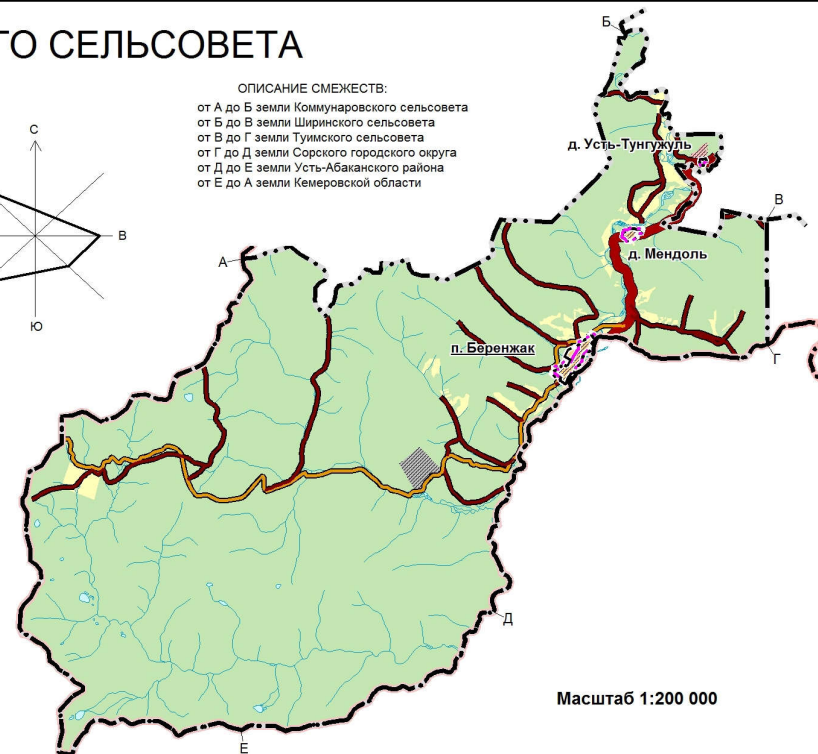 ГО СЕЛЬСОВЕТА
ОПИСАНИЕ СМЕЖЕСТВ:
от А до Б земли Коммунаровского сельсовета
от Б до В земли Ширинского сельсовета
от В до Г земли Туимского сельсовета
от Г до Д земли Сорского городского округа
от Д до Е земли Усть-Абаканского района
от Е до А земли Кемеровской области
Б
С
В
Ю
д. Усть-Тунгужуль
В
д. Мендоль
А
п. Беренжак
Г
Д
Масштаб 1:200 000
Е